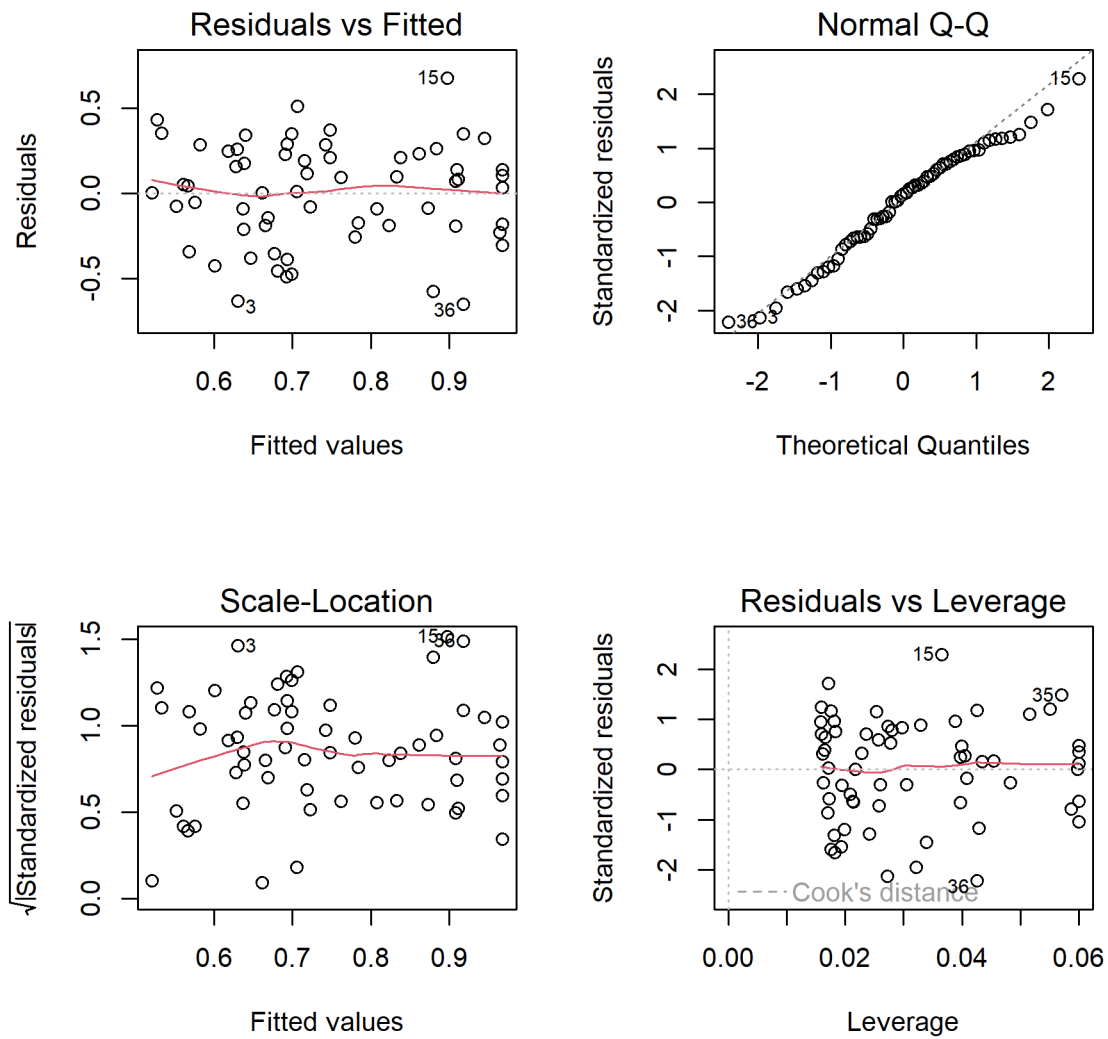 Residuals vs Fitted
Residuals
0.5
0.0
-0.5
15
3
36
0.6 0.7 0.8 0.9
Fitted values
Normal Q-Q
Standardized residuals
2
1
0
-1
-2
15
36
3
-2 -1 0 1 2
Theoretical Quantiles
Scale-Location
√|Standardized residuals|
1.5
1.0
0.5
0.0
3
15
36
0.6 0.7 0.8 0.9
Fitted values
Residuals vs Leverage
Standardized residuals
2
1
0
-1
-2
15
35
36
Cook's distance
0.00 0.02 0.04 0.06
Leverage